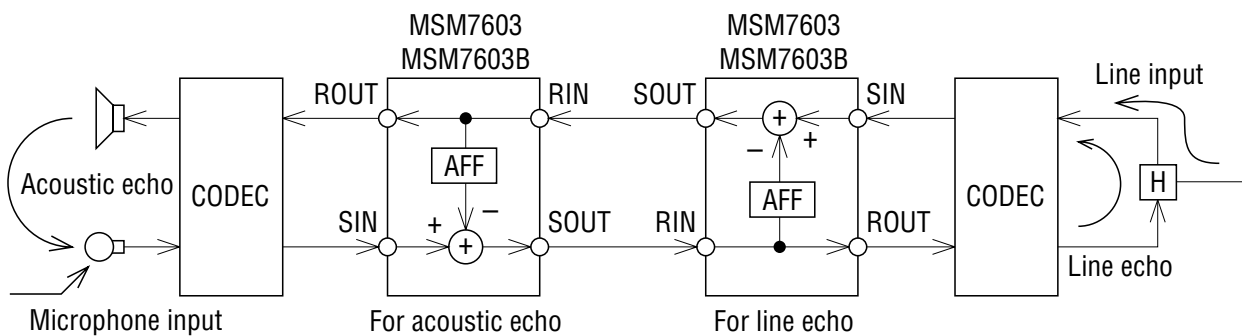 MSM7603
MSM7603B
MSM7603
MSM7603B
Line input
ROUT
RIN
SOUT
SIN
+
−
+
AFF
H
Acoustic echo
CODEC
−
AFF
CODEC
SIN
+
+
SOUT
RIN
ROUT
Line echo
Microphone input
For acoustic echo
For line echo